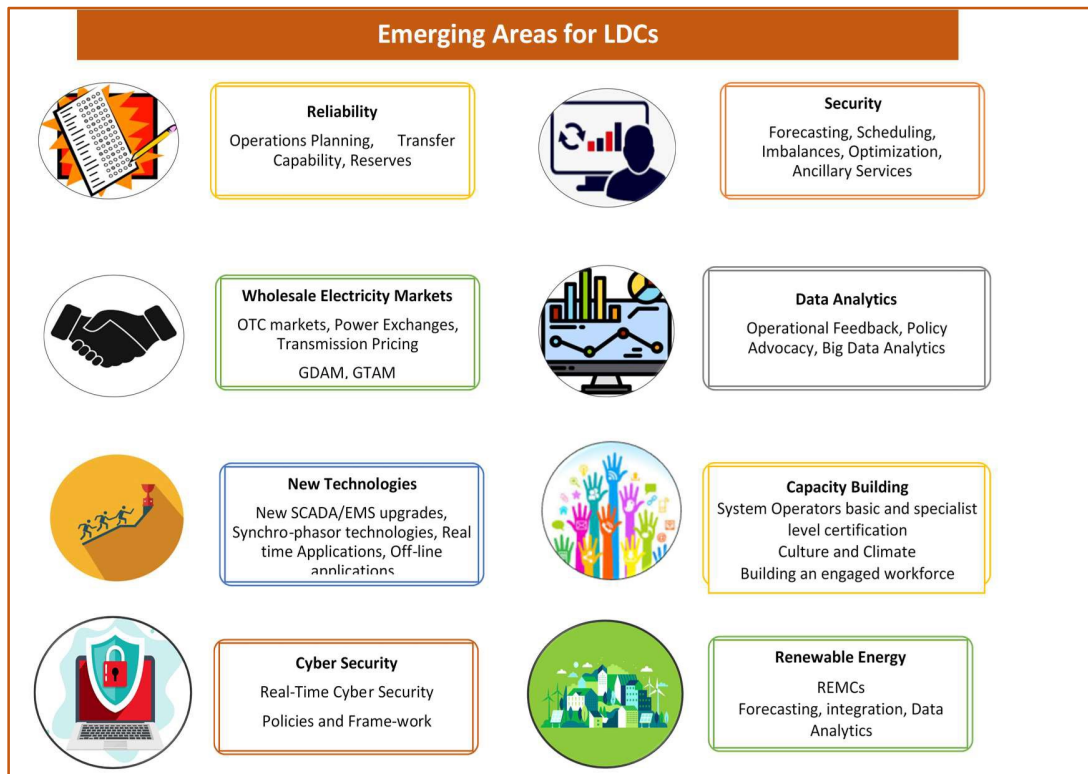 Emerging Areas for LDCs
Reliability
Operations Planning, Transfer
Capability, Reserves
Security
Forecasting, Scheduling,
Imbalances, Optimization,
Ancillary Services
Wholesale Electricity Markets
OTC markets, Power Exchanges,
Transmission Pricing
GDAM, GTAM
Data Analytics
Operational Feedback, Policy
Advocacy, Big Data Analytics
New Technologies
New SCADA/EMS upgrades,
Synchro-phasor technologies, Real
time Applications, Off-line
applications
Capacity Building
System Operators basic and specialist
level certification
Culture and Climate
Building an engaged workforce
Cyber Security
Real-Time Cyber Security
Policies and Frame-work
Renewable Energy
REMCs
Forecasting, integration, Data
Analytics